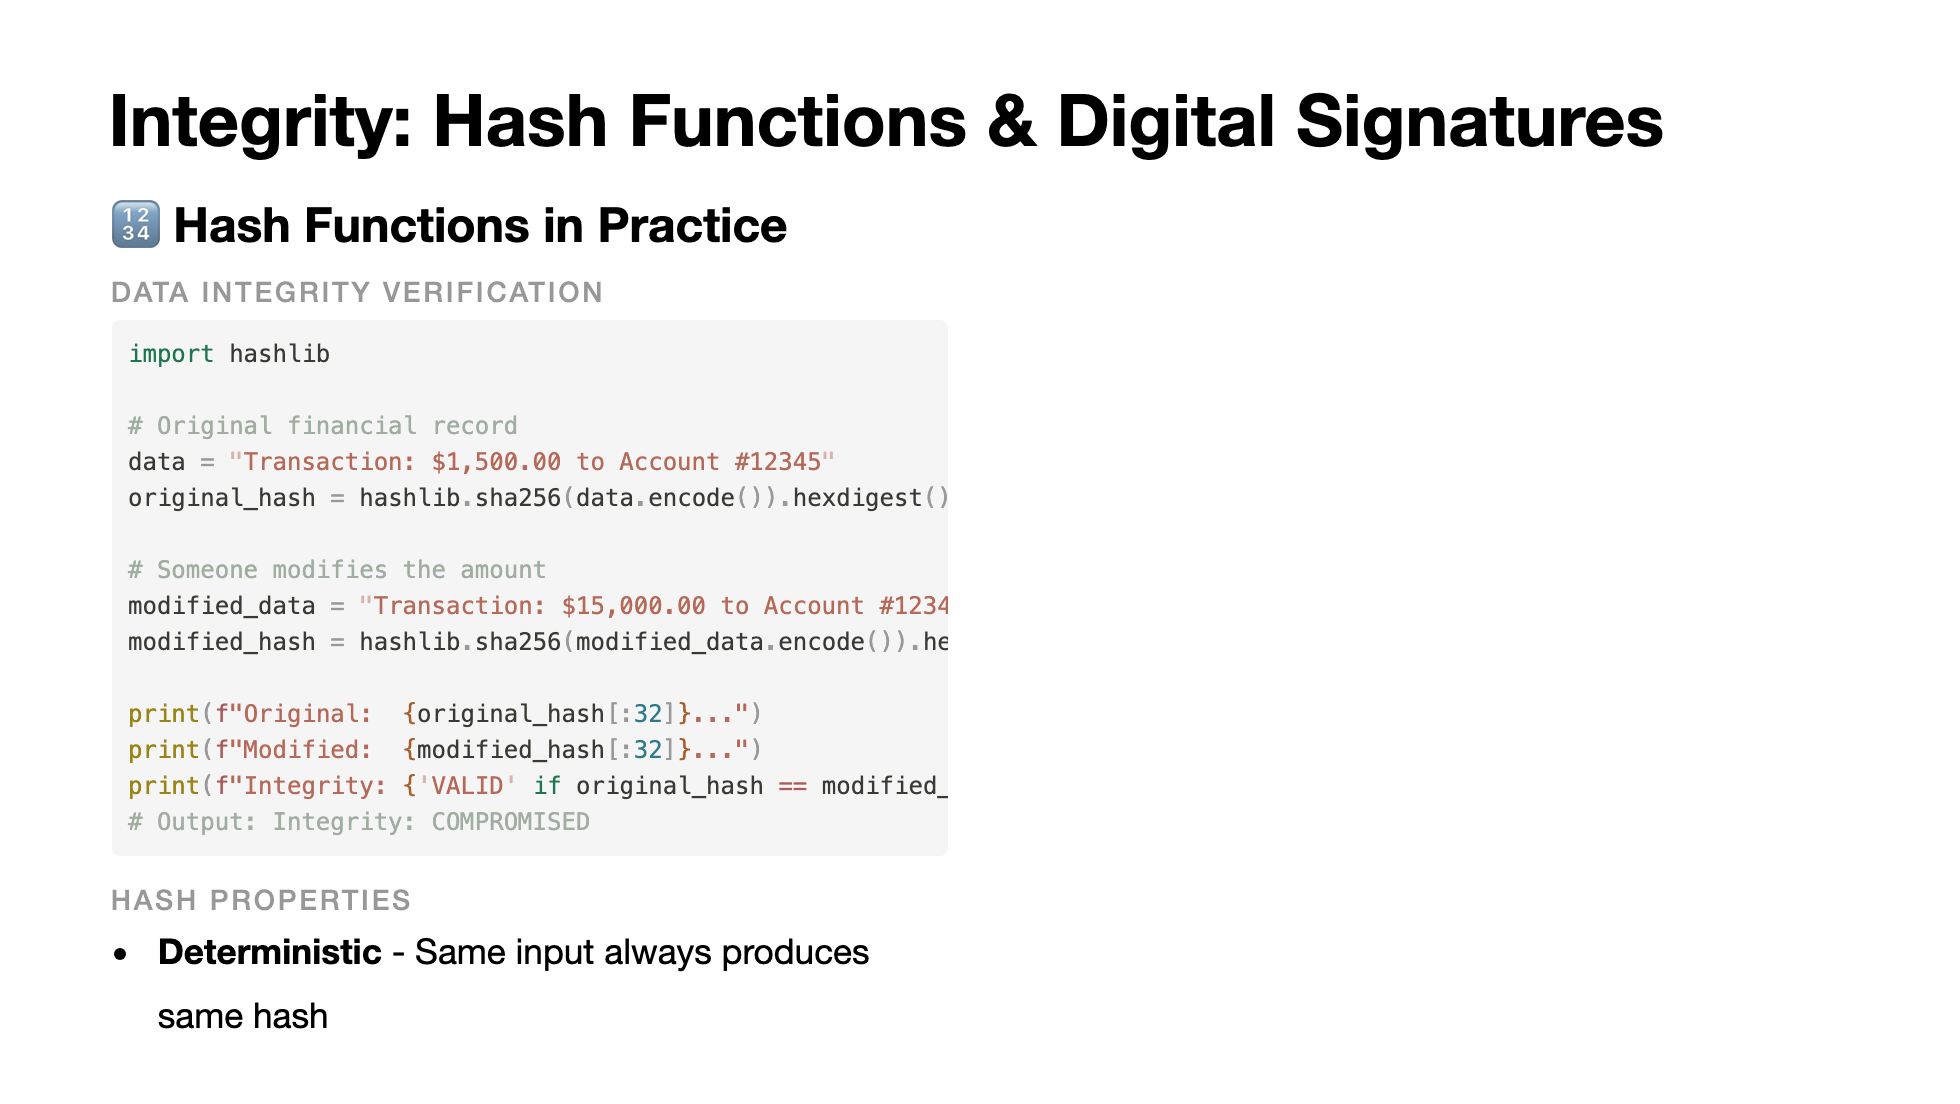 Integrity: Hash Functions & Digital Signatures
🔢 Hash Functions in Practice
DATA INTEGRITY VERIFICATION
import hashlib
# Original financial record
data = "Transaction: $1,500.00 to Account #12345"
original_hash = hashlib.sha256(data.encode()).hexdigest()
# Someone modifies the amount
modified_data = "Transaction: $15,000.00 to Account #1234
modified_hash = hashlib.sha256(modified_data.encode()).he
print(f"Original:  {original_hash[:32]}...")
print(f"Modified:  {modified_hash[:32]}...")
print(f"Integrity: {'VALID' if original_hash == modified_
# Output: Integrity: COMPROMISED
HASH PROPERTIES
• Deterministic - Same input always produces
same hash